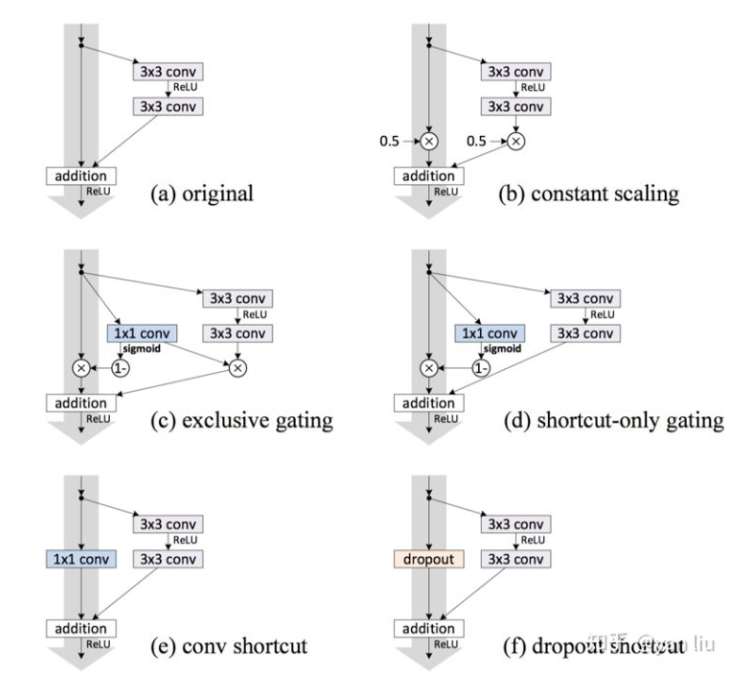 3x3 conv
ReLU
3x3 conv
addition
ReLU
(a) original
3x3 conv
ReLU
3x3 conv
0.5
×
0.5
×
addition
ReLU
(b) constant scaling
3x3 conv
ReLU
1x1 conv
3x3 conv
sigmoid
×
1-
×
addition
ReLU
(c) exclusive gating
3x3 conv
ReLU
1x1 conv
3x3 conv
sigmoid
×
1-
addition
ReLU
(d) shortcut-only gating
3x3 conv
ReLU
1x1 conv
3x3 conv
addition
ReLU
(e) conv shortcut
3x3 conv
ReLU
dropout
3x3 conv
addition
ReLU
(f) dropout shortcut
知乎 @yan liu